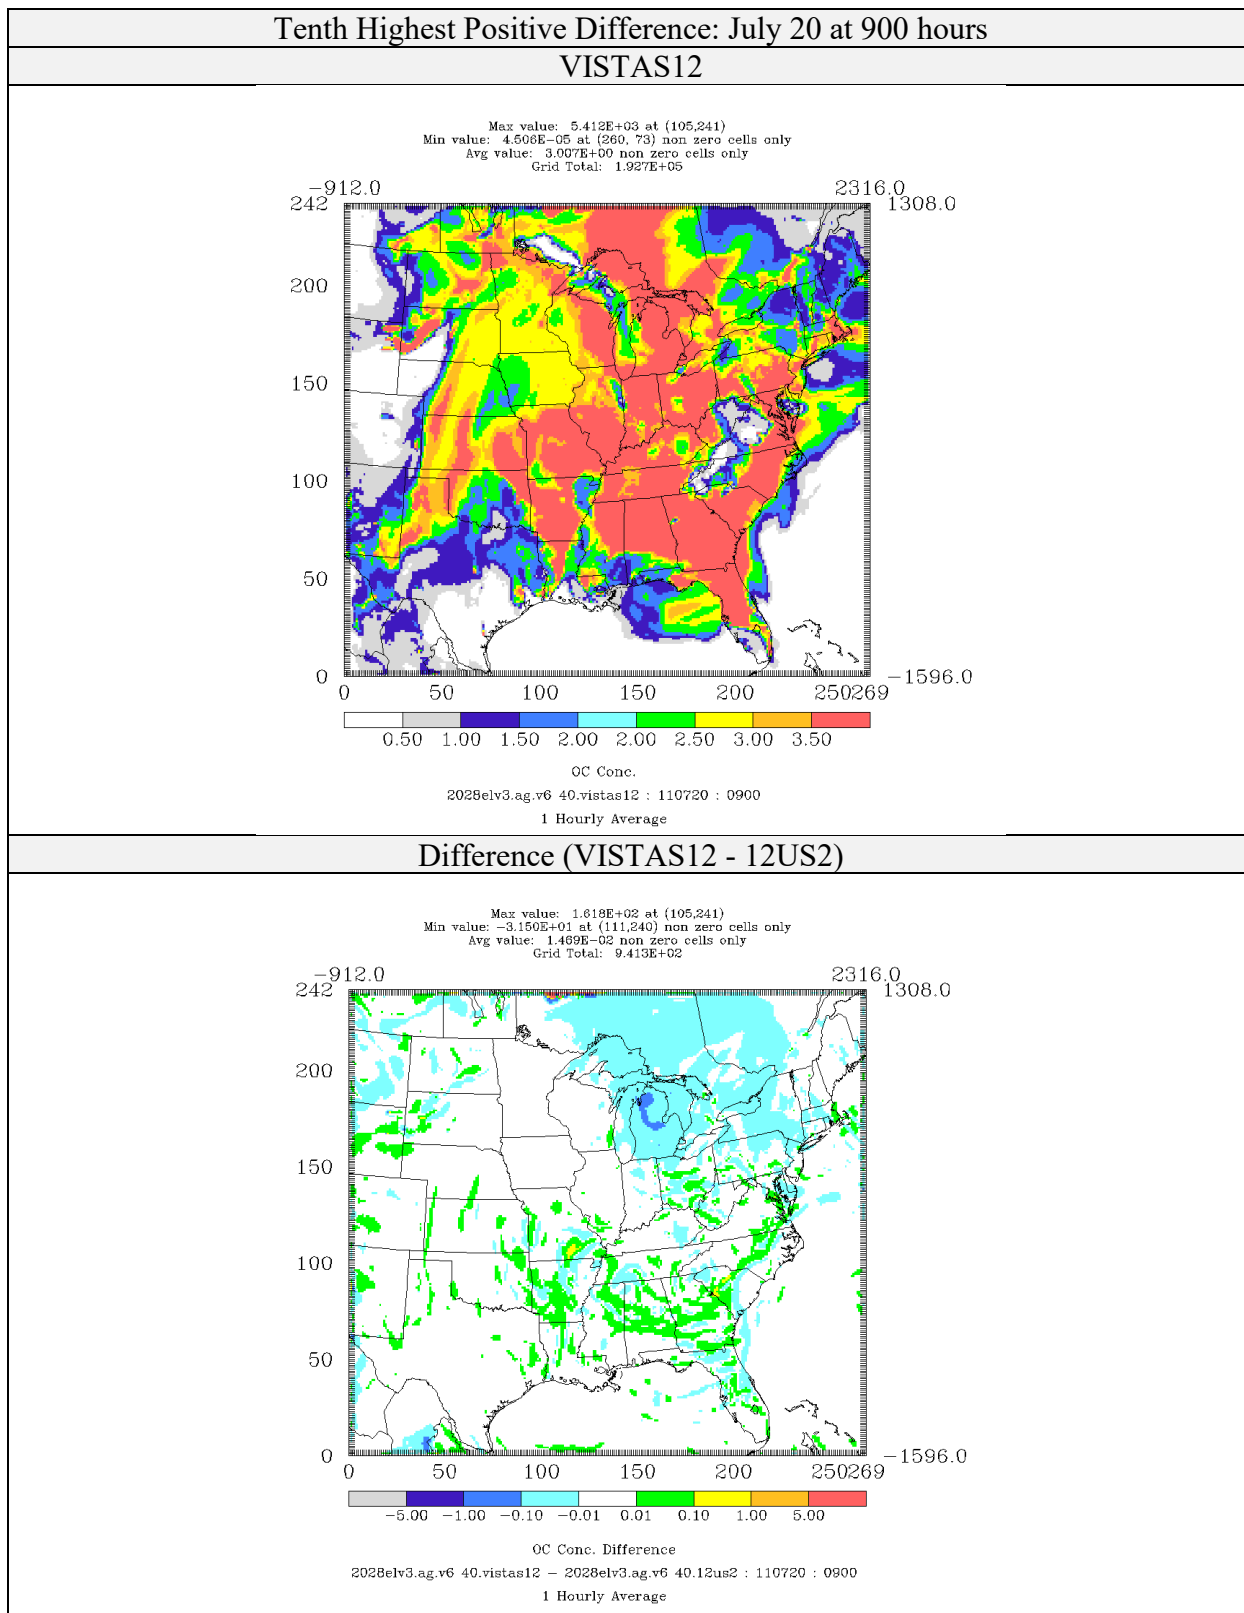 Tenth Highest Positive Difference: July 20 at 900 hours
VISTAS12
Max value: 5.412E+03 at (105,241)
Min value: 4.506E-05 at (260, 73) non zero cells only
Avg value: 3.007E+00 non zero cells only
Grid Total: 1.927E+05
-912.0 2316.0
242 1308.0
200
150
100
50
0 -1596.0
0 50 100 150 200 250269
0.50 1.00 1.50 2.00 2.00 2.50 3.00 3.50
OC Conc.
2028elv3.ag.v6 40.vistas12 : 110720 : 0900
1 Hourly Average
Difference (VISTAS12 - 12US2)
Max value: 1.618E+02 at (105,241)
Min value: -3.150E+01 at (111,240) non zero cells only
Avg value: 1.469E-02 non zero cells only
Grid Total: 9.413E+02
-912.0 2316.0
242 1308.0
200
150
100
50
0 -1596.0
0 50 100 150 200 250269
-5.00 -1.00 -0.10 -0.01 0.01 0.10 1.00 5.00
OC Conc. Difference
2028elv3.ag.v6 40.vistas12 - 2028elv3.ag.v6 40.12us2 : 110720 : 0900
1 Hourly Average